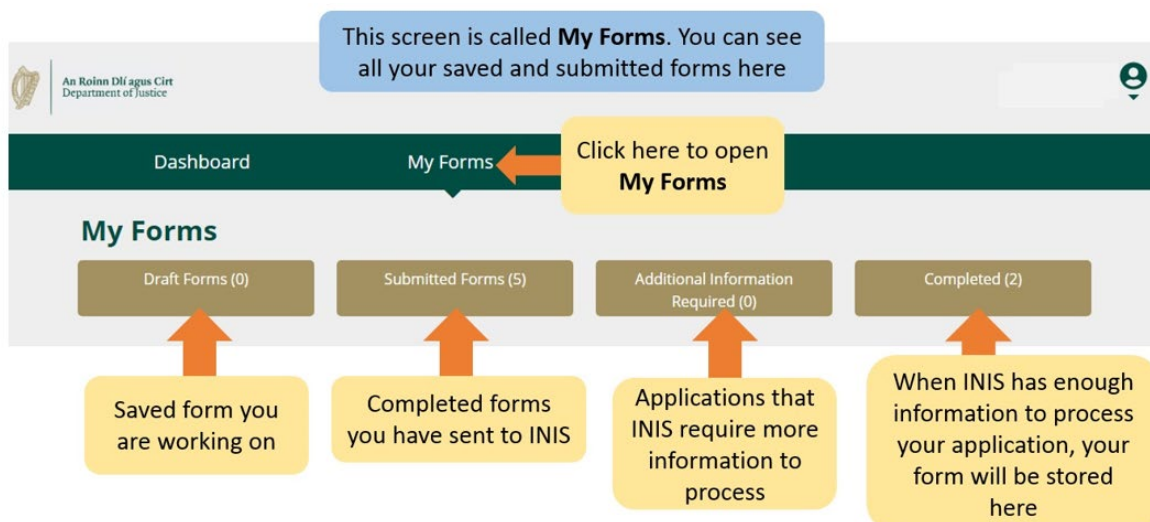 This screen is called My Forms. You can see
all your saved and submitted forms here
An Roinn Dlí agus Cirt
Department of Justice
Dashboard
My Forms
Click here to open
My Forms
My Forms
Draft Forms (0)
Submitted Forms (5)
Additional Information
Required (0)
Completed (2)
Saved form you
are working on
Completed forms
you have sent to INIS
Applications that
INIS require more
information to
process
When INIS has enough
information to process
your application, your
form will be stored
here